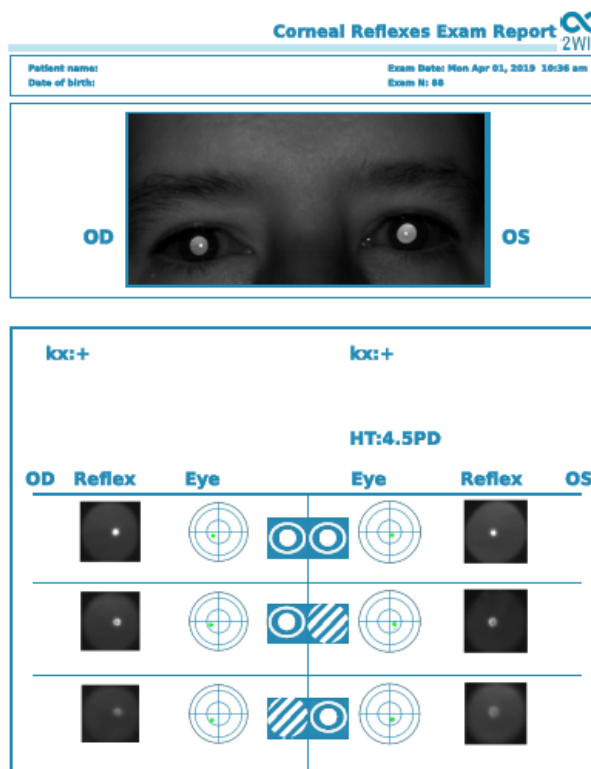 Corneal Reflexes Exam Report
2WI
Patient name:
Exam Date: Mon Apr 01, 2019 10:36 am
Date of birth:
Exam N: 88
OD
OS
kx:+
kx:+
HT:4.5PD
OD Reflex Eye Eye Reflex OS